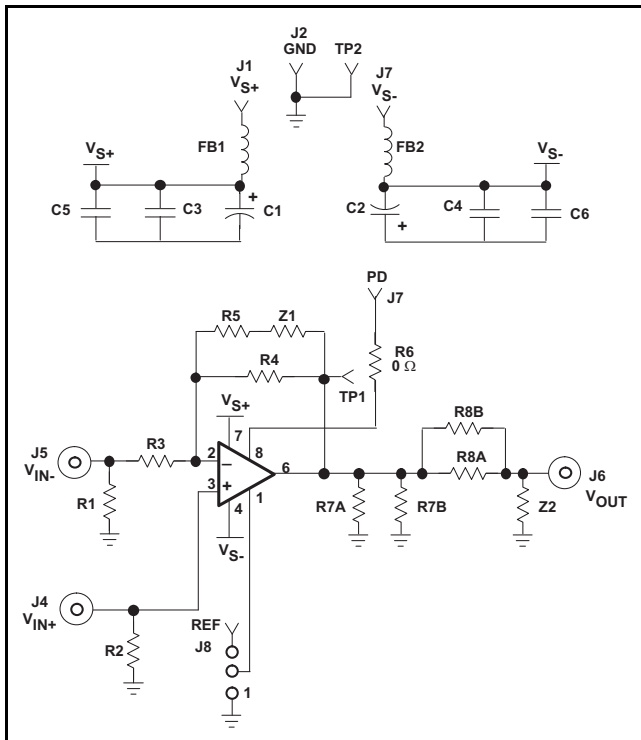 J2
GND
TP2
J1
VS+
J7
VS-
FB1
FB2
VS+
VS-
C5
C3
+
C1
C2
+
C4
C6
PD
J7
R5
Z1
R6
0 Ω
R4
TP1
VS+
7
8
R8B
J5
VIN-
R3
2
−
6
R8A
J6
VOUT
3
+
1
R1
4
R7A
R7B
Z2
VS-
J4
VIN+
REF
J8
R2
1